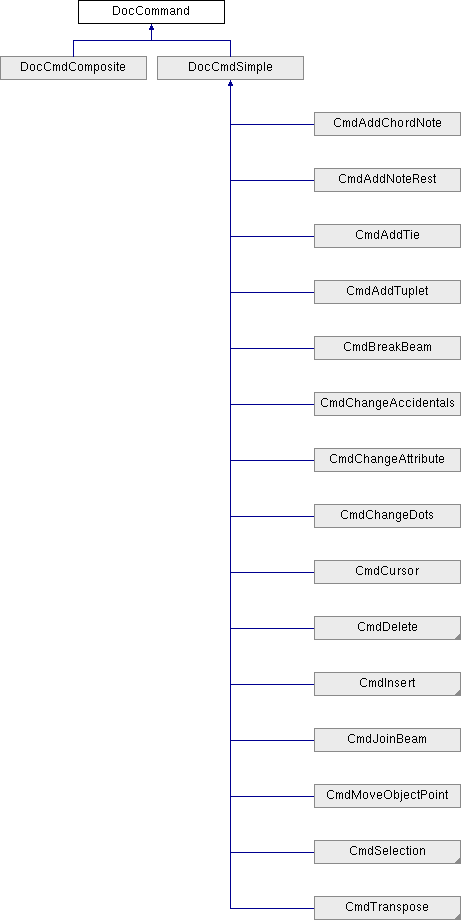 DocCommand
DocCmdComposite
DocCmdSimple
CmdAddChordNote
CmdAddNoteRest
CmdAddTie
CmdAddTuplet
CmdBreakBeam
CmdChangeAccidentals
CmdChangeAttribute
CmdChangeDots
CmdCursor
CmdDelete
CmdInsert
CmdJoinBeam
CmdMoveObjectPoint
CmdSelection
CmdTranspose